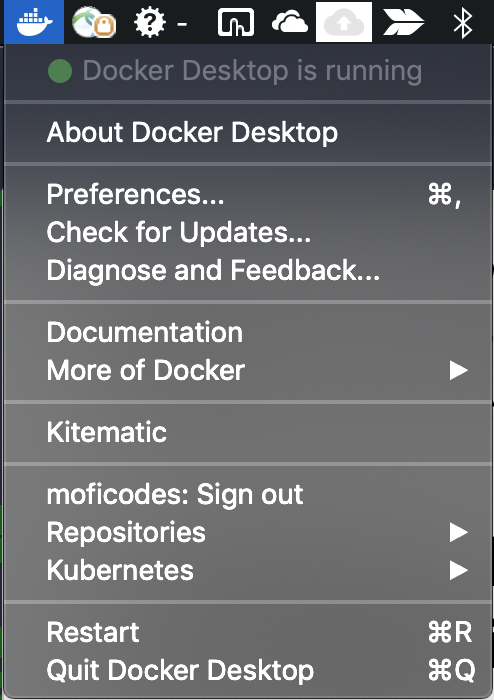 Docker Desktop is running
About Docker Desktop
Preferences... ⌘,
Check for Updates...
Diagnose and Feedback...
Documentation
More of Docker ▶
Kitematic
moficodes: Sign out
Repositories ▶
Kubernetes ▶
Restart ⌘R
Quit Docker Desktop ⌘Q